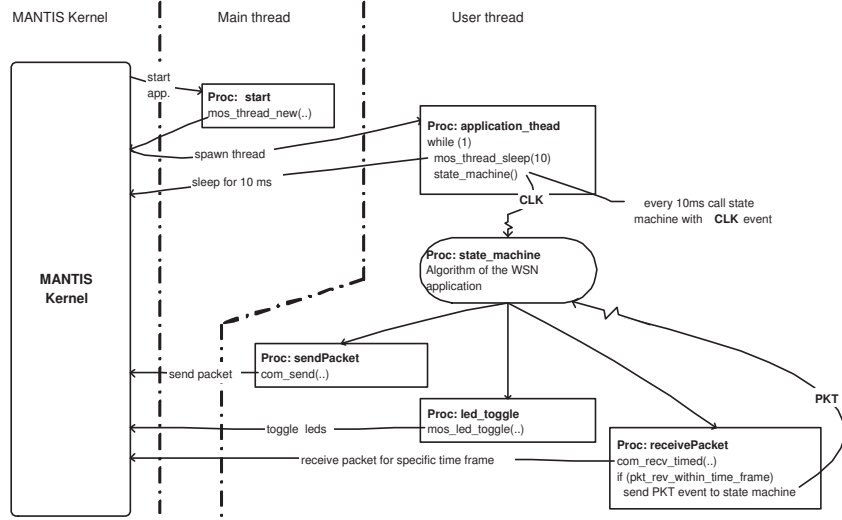 MANTIS Kernel
Main thread
User thread
start
app.
Proc: start
mos_thread_new(..)
spawn thread
Proc: application_thead
while (1)
mos_thread_sleep(10)
state_machine()
sleep for 10 ms
CLK
every 10ms call state
machine with CLK event
MANTIS
Kernel
Proc: state_machine
Algorithm of the WSN
application
Proc: sendPacket
com_send(..)
send packet
PKT
Proc: led_toggle
mos_led_toggle(..)
toggle leds
Proc: receivePacket
com_recv_timed(..)
if (pkt_rev_within_time_frame)
send PKT event to state machine
receive packet for specific time frame